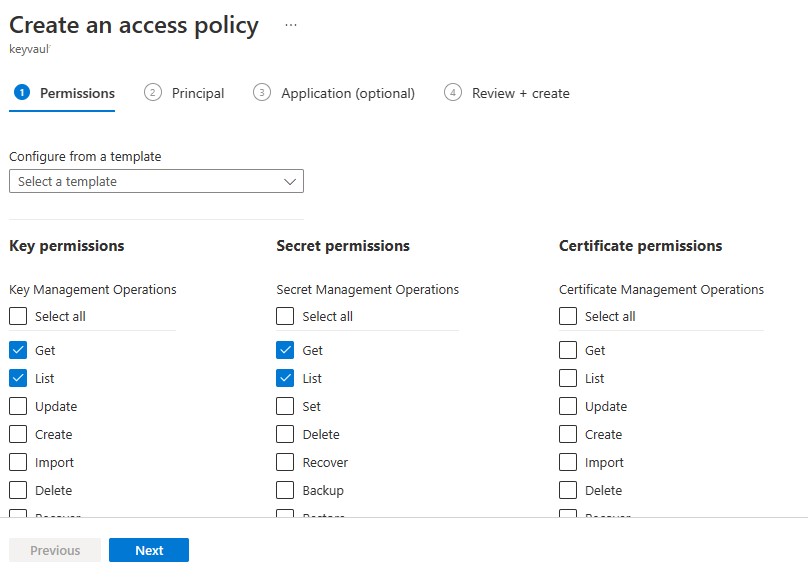 Create an access policy ...
keyvaul
1 Permissions 2 Principal 3 Application (optional) 4 Review + create
Configure from a template
Select a template
Key permissions Secret permissions Certificate permissions
Key Management Operations Secret Management Operations Certificate Management Operations
Select all Select all Select all
Get Get Get
List List List
Update Set Update
Create Delete Create
Import Recover Import
Delete Backup Delete
Recover Restore Recover
Previous Next